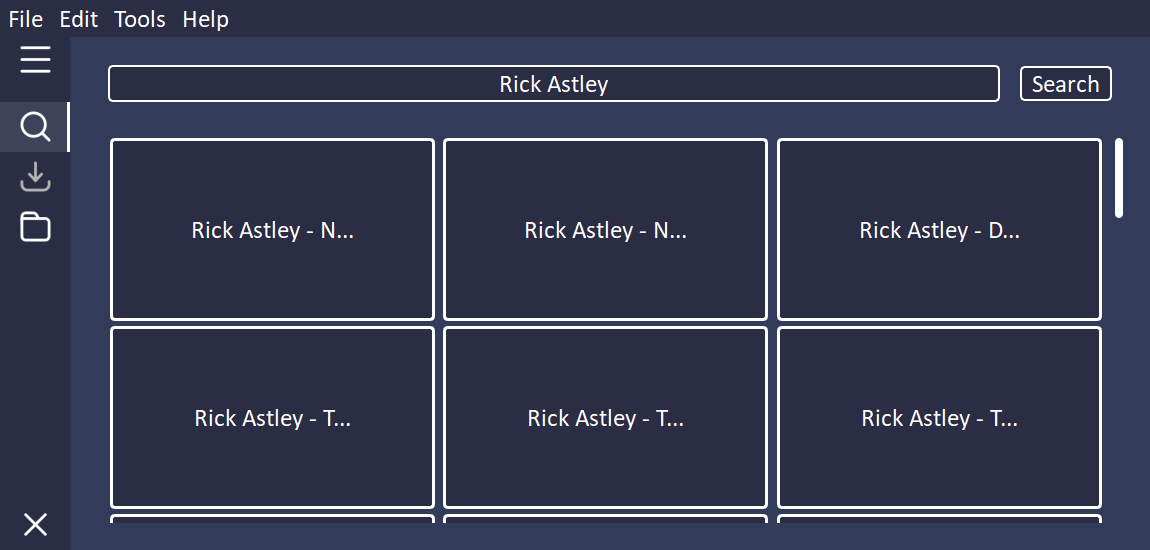 File Edit Tools Help
Rick Astley Search
Rick Astley - N... Rick Astley - N... Rick Astley - D...
Rick Astley - T... Rick Astley - T... Rick Astley - T...